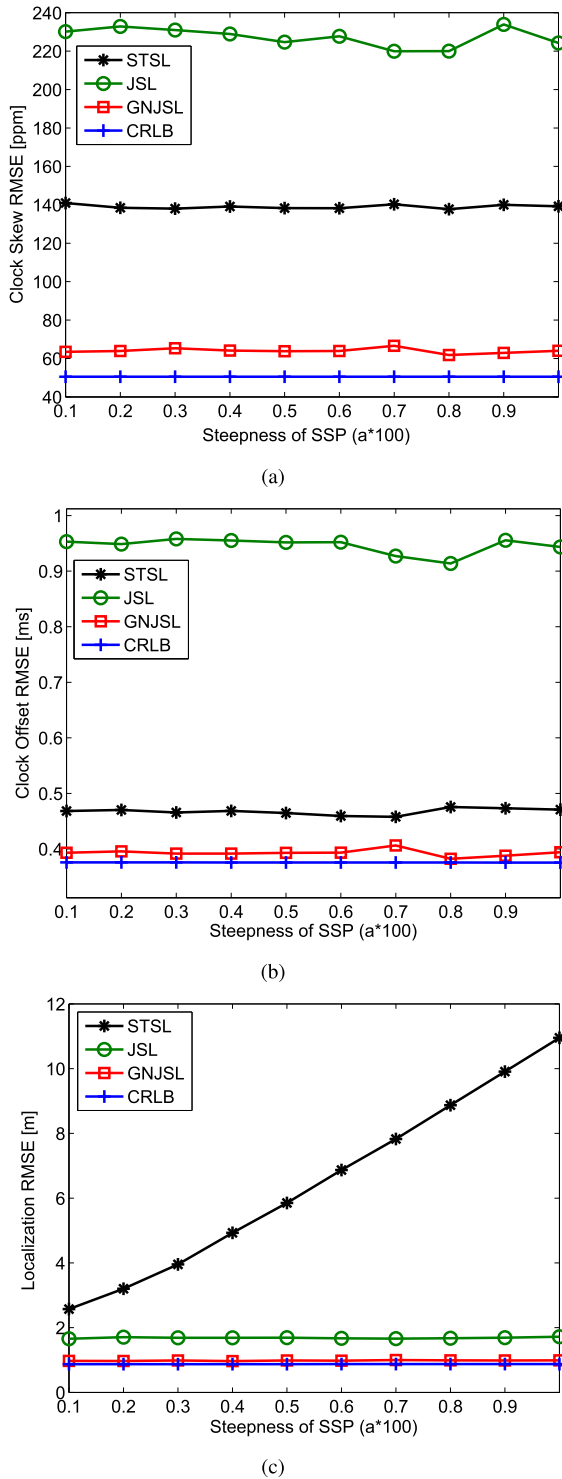 240
220
200
180
160
140
120
100
80
60
40
Clock Skew RMSE [ppm]
STSL
JSL
GNJSL
CRLB
0.1 0.2 0.3 0.4 0.5 0.6 0.7 0.8 0.9
Steepness of SSP (a*100)
(a)
1
0.9
0.8
0.7
0.6
0.5
0.4
Clock Offset RMSE [ms]
STSL
JSL
GNJSL
CRLB
0.1 0.2 0.3 0.4 0.5 0.6 0.7 0.8 0.9
Steepness of SSP (a*100)
(b)
12
10
8
6
4
2
0
Localization RMSE [m]
STSL
JSL
GNJSL
CRLB
0.1 0.2 0.3 0.4 0.5 0.6 0.7 0.8 0.9
Steepness of SSP (a*100)
(c)